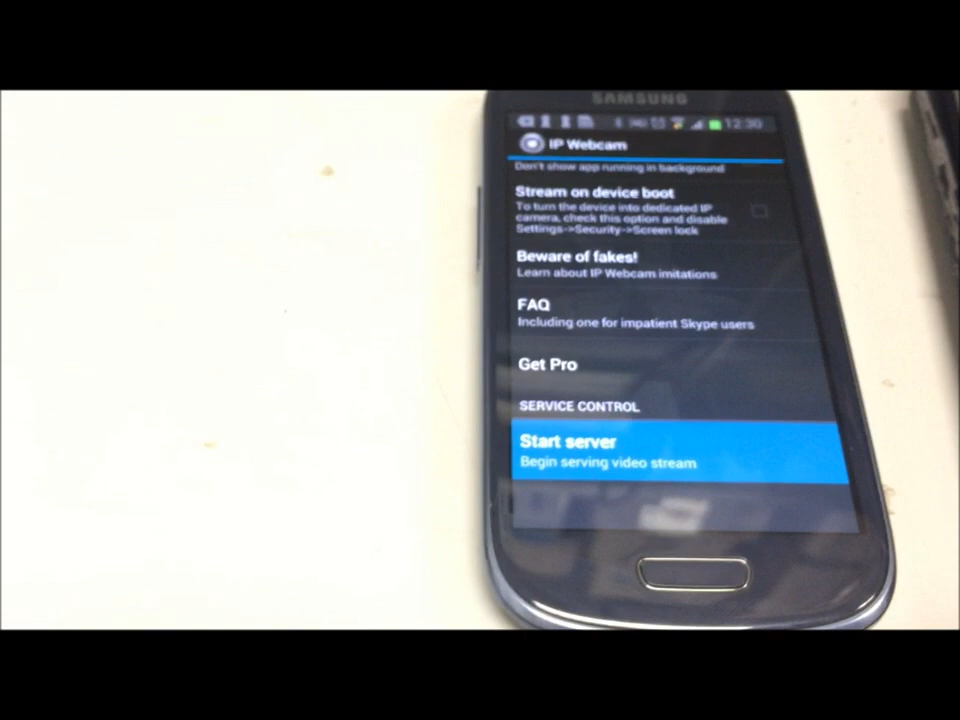 SAMSUNG
12:30
IP Webcam
Don't show app running in background
Stream on device boot
To turn the device into dedicated IP
camera, check this option and disable
Settings->Security->Screen lock
Beware of fakes!
Learn about IP Webcam imitations
FAQ
Including one for impatient Skype users
Get Pro
SERVICE CONTROL
Start server
Begin serving video stream